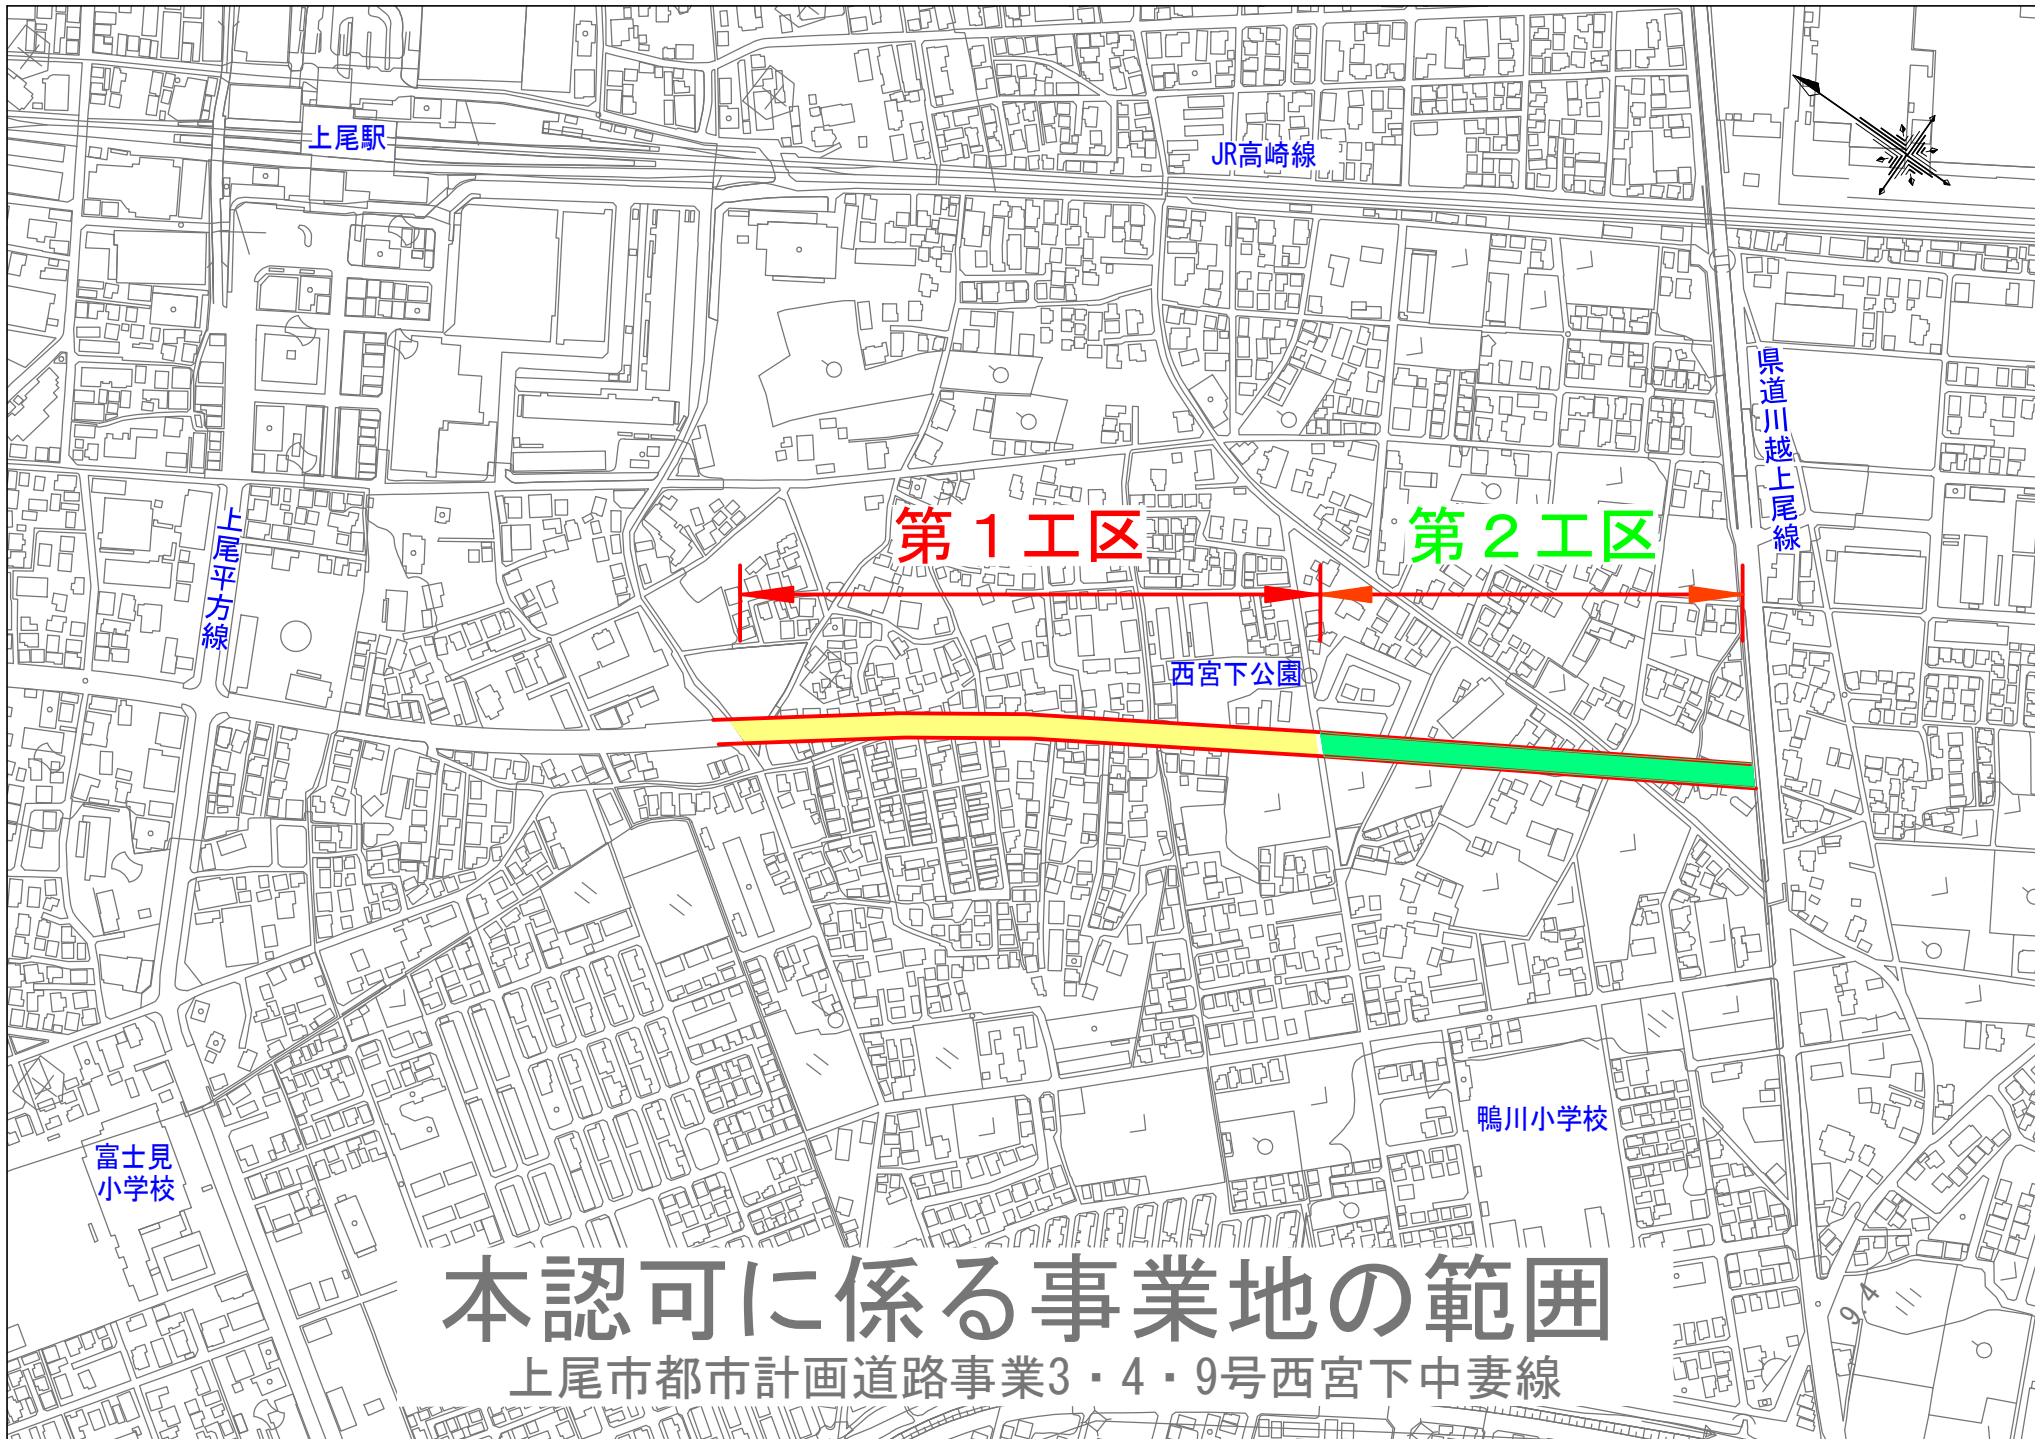 上尾駅
JR高崎線
県道川越上尾線
上尾平方線
第1工区
第2工区
西宮下公園
鴨川小学校
富士見
小学校
9.4
本認可に係る事業地の範囲
上尾市都市計画道路事業3・4・9号西宮下中妻線